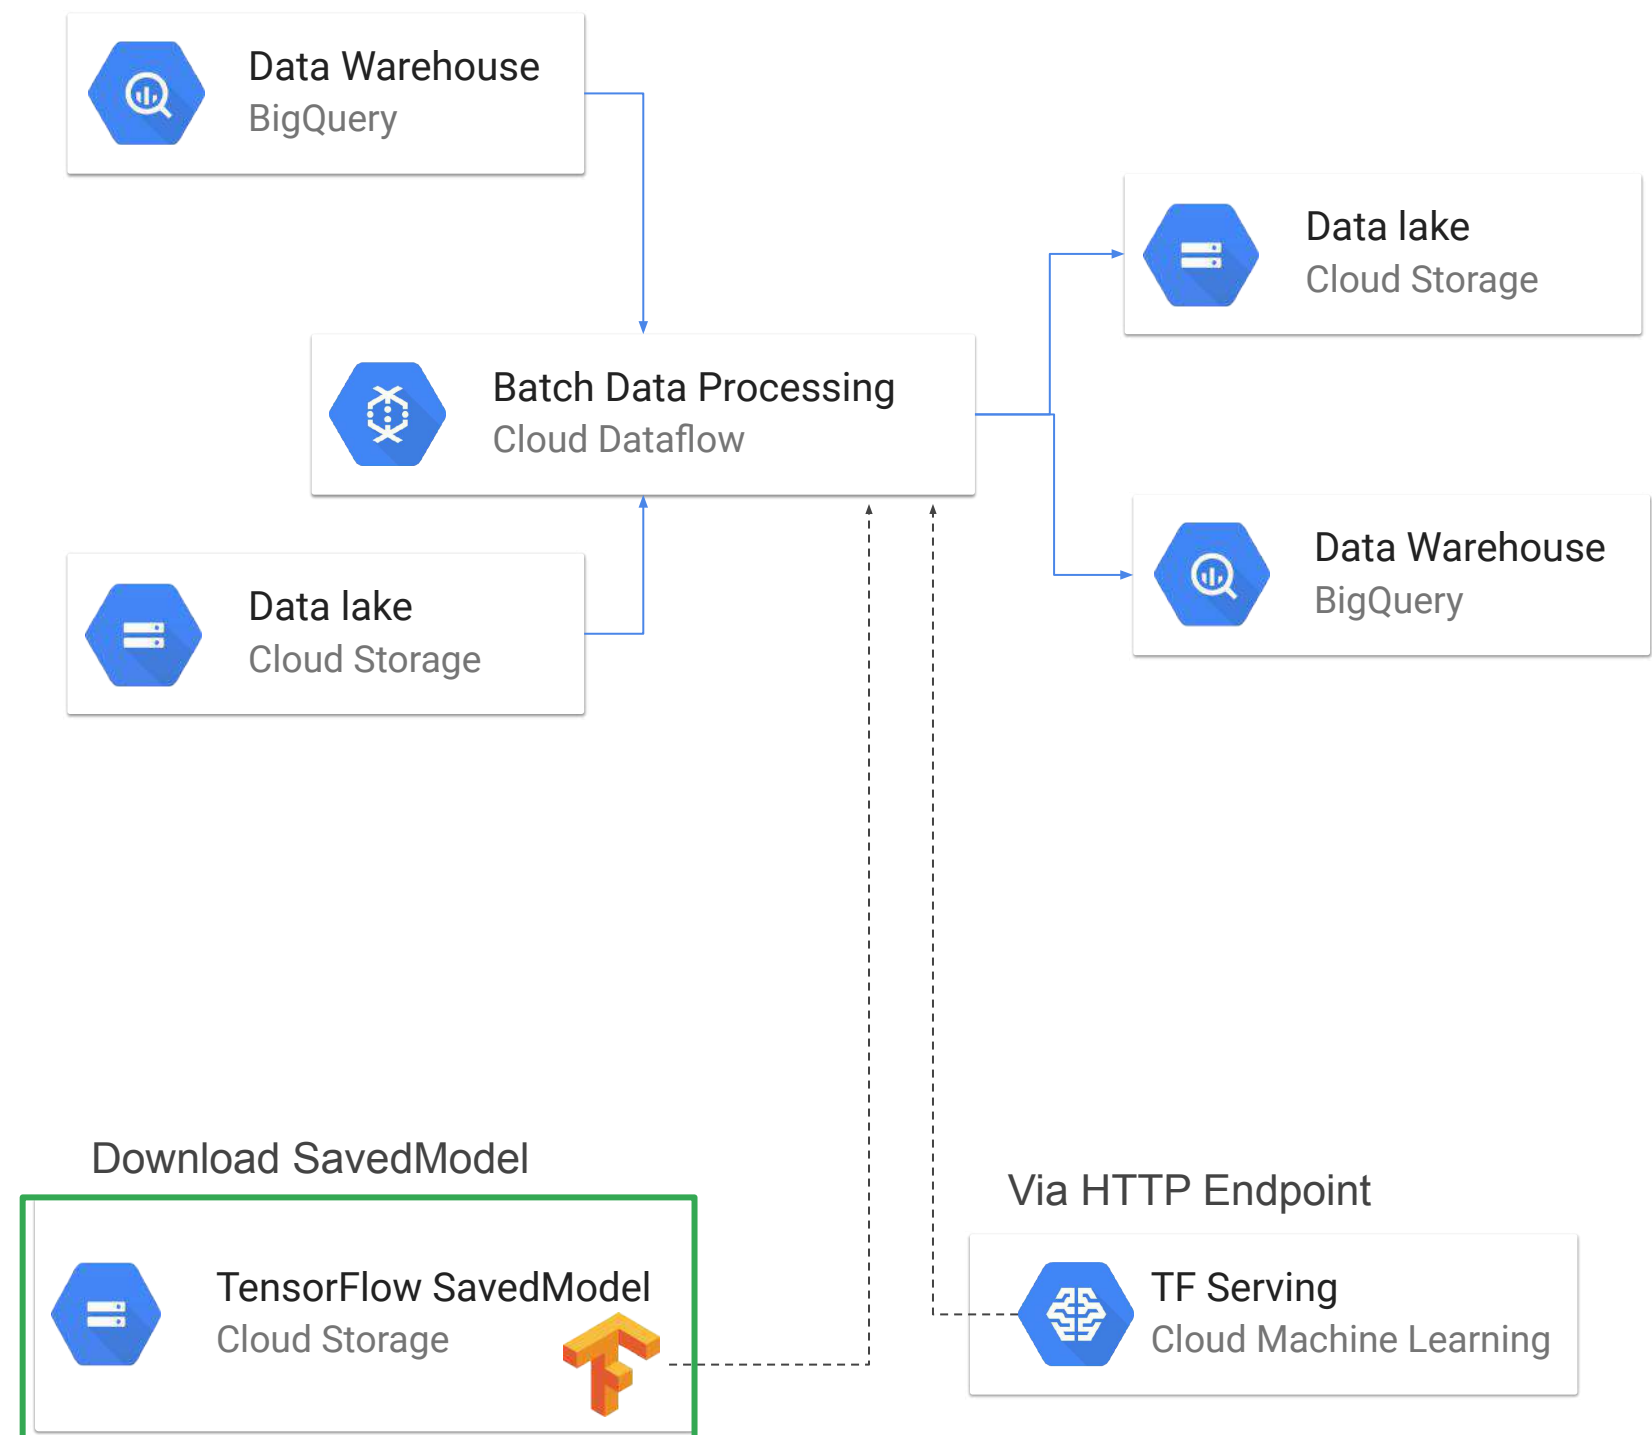 Data Warehouse
BigQuery
Data lake
Cloud Storage
Batch Data Processing
Cloud Dataflow
Data Warehouse
BigQuery
Data lake
Cloud Storage
Download SavedModel
TensorFlow SavedModel
Cloud Storage
Via HTTP Endpoint
TF Serving
Cloud Machine Learning